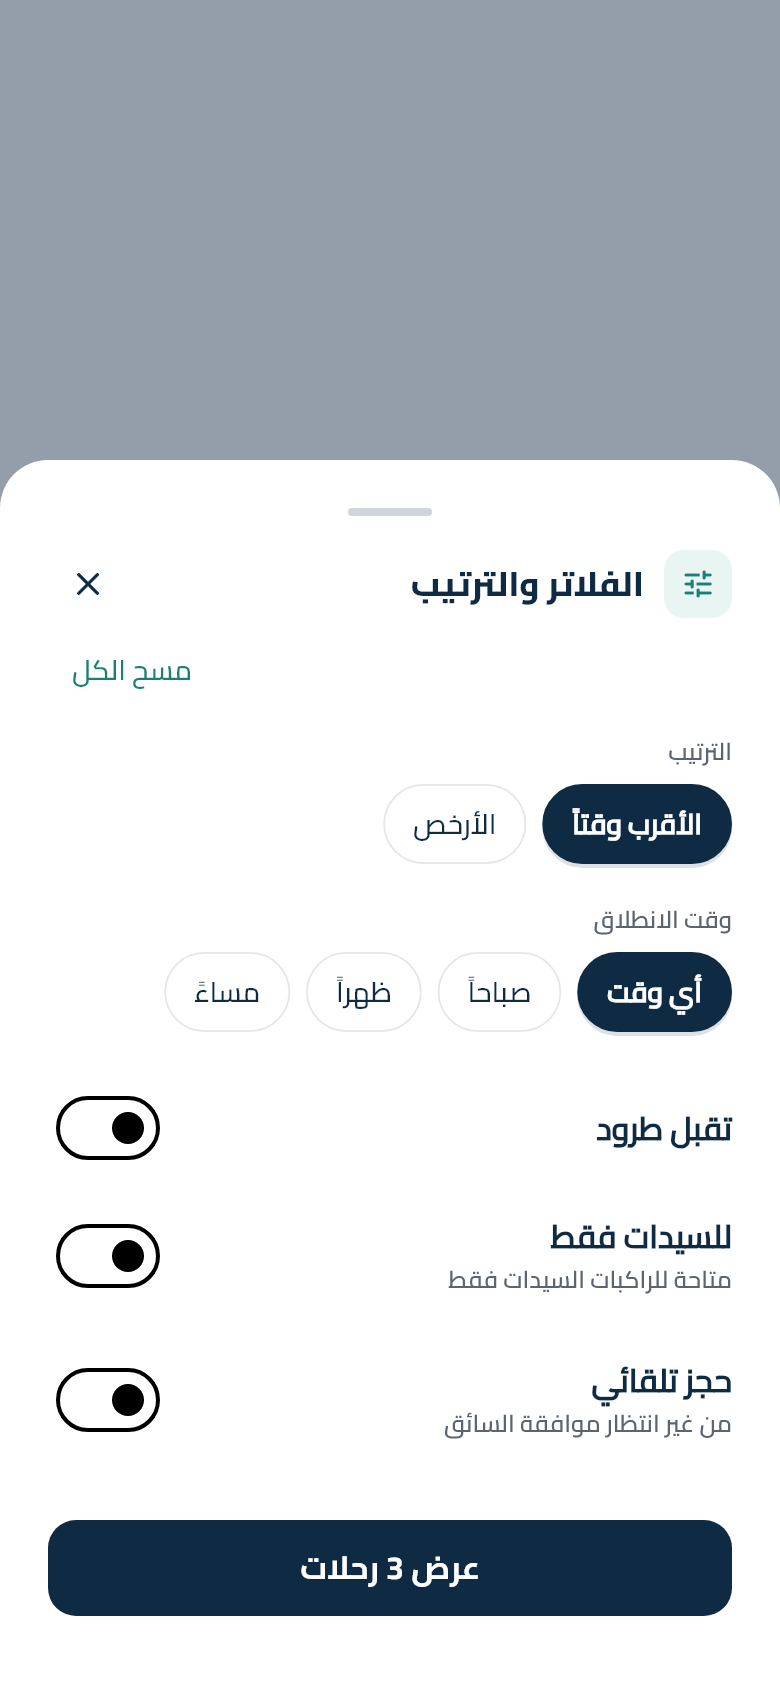 الفلاتر والترتيب
مسح الكل
الترتيب
الأقرب وقتاً
الأرخص
وقت الانطلاق
أي وقت
صباحاً
ظهراً
مساءً
تقبل طرود
للسيدات فقط
متاحة للراكبات السيدات فقط
حجز تلقائي
من غير انتظار موافقة السائق
عرض 3 رحلات